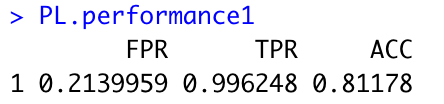 > PL.performance1
FPR TPR ACC
1 0.2139959 0.996248 0.81178